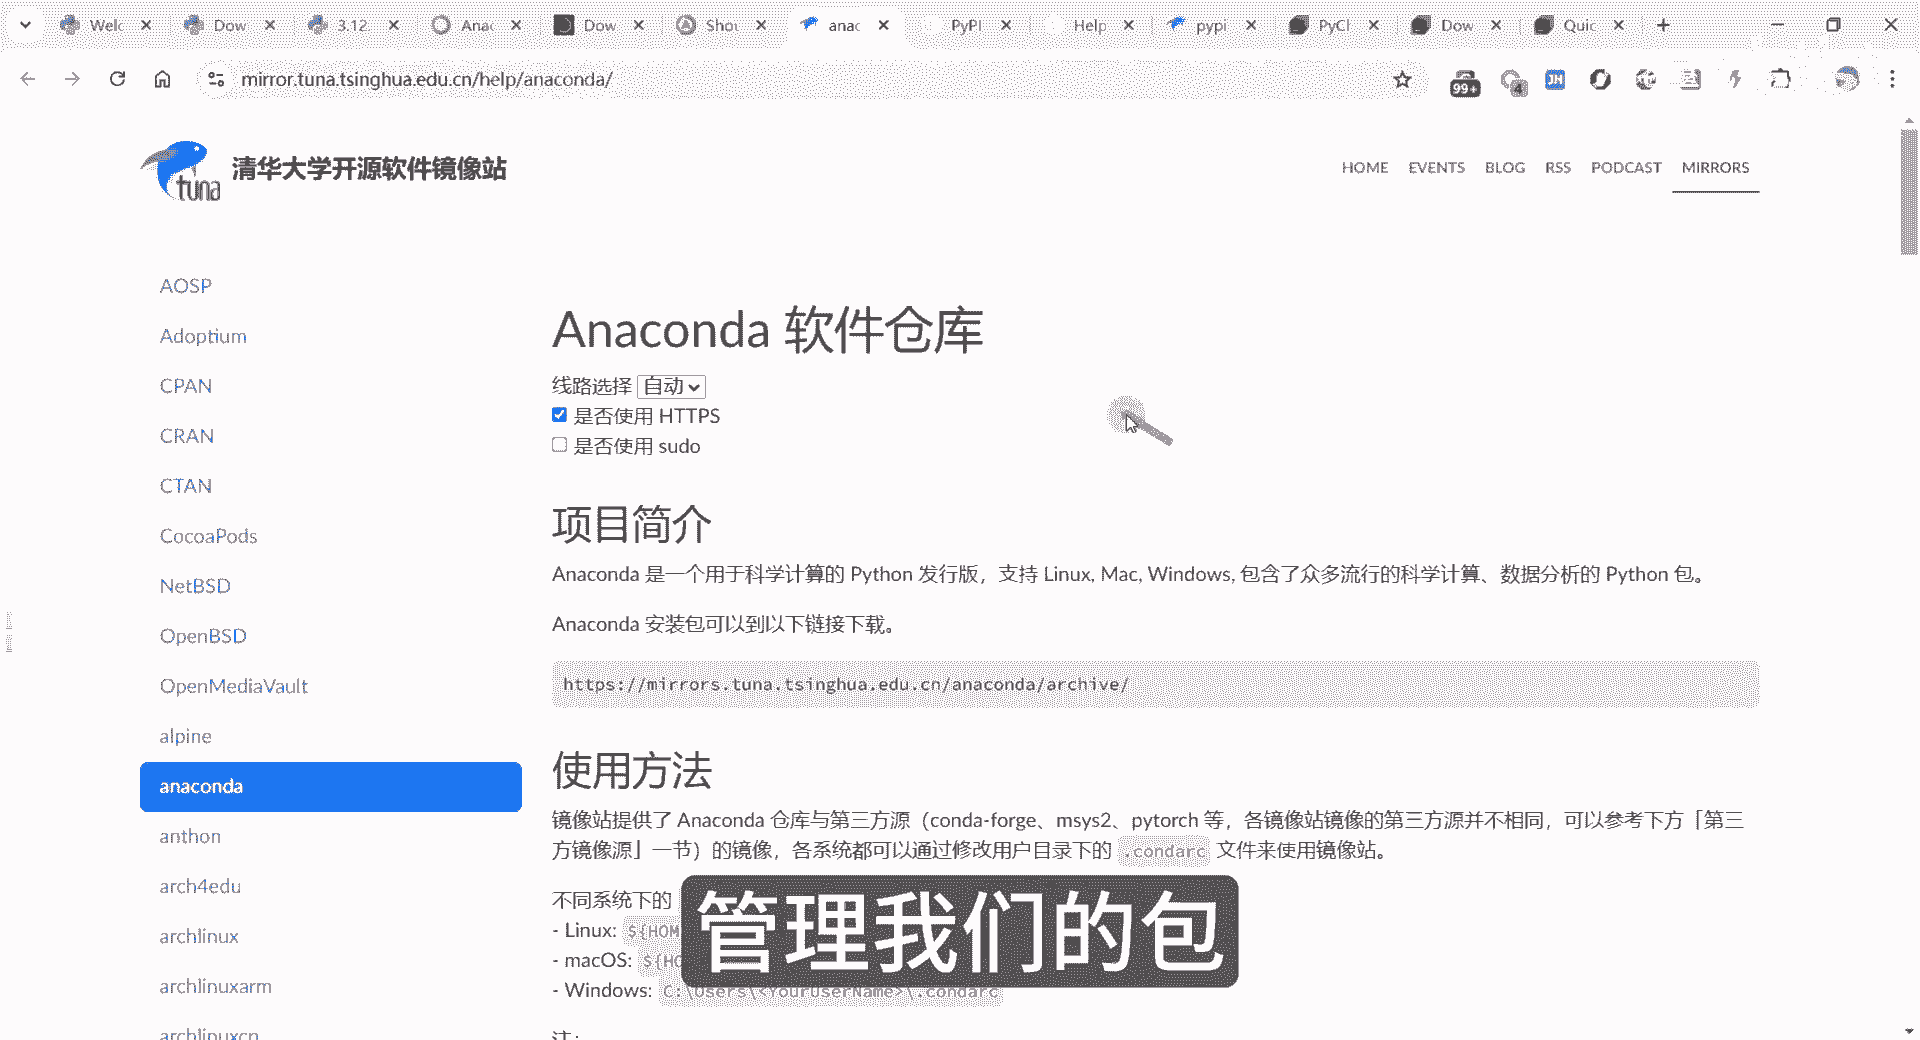 Welc
Dow
3.12.
Anac
Dow
Shou
anac
PyPI
Help
pypi
PyCl
Dow
Quic
mirror.tuna.tsinghua.edu.cn/help/anaconda/
99+
4
JH
tuna
清华大学开源软件镜像站
HOME EVENTS BLOG RSS PODCAST MIRRORS
AOSP
Adoptium
CPAN
CRAN
CTAN
CocoaPods
NetBSD
OpenBSD
OpenMediaVault
alpine
anaconda
anthon
arch4edu
archlinux
archlinuxarm
archlinuxcn
Anaconda 软件仓库
线路选择 自动
是否使用 HTTPS
是否使用 sudo
项目简介
Anaconda 是一个用于科学计算的 Python 发行版，支持 Linux, Mac, Windows, 包含了众多流行的科学计算、数据分析的 Python 包。
Anaconda 安装包可以到以下链接下载。
https://mirrors.tuna.tsinghua.edu.cn/anaconda/archive/
使用方法
镜像站提供了 Anaconda 仓库与第三方源（conda-forge、msys2、pytorch 等，各镜像站镜像的第三方源并不相同，可以参考下方「第三
方镜像源」一节）的镜像，各系统都可以通过修改用户目录下的 .condarc 文件来使用镜像站。
不同系统下的
- Linux: ${HOM
- macOS: ${HO
- Windows: C:\Users\<YourUserName>\.condarc
注：
管理我们的包